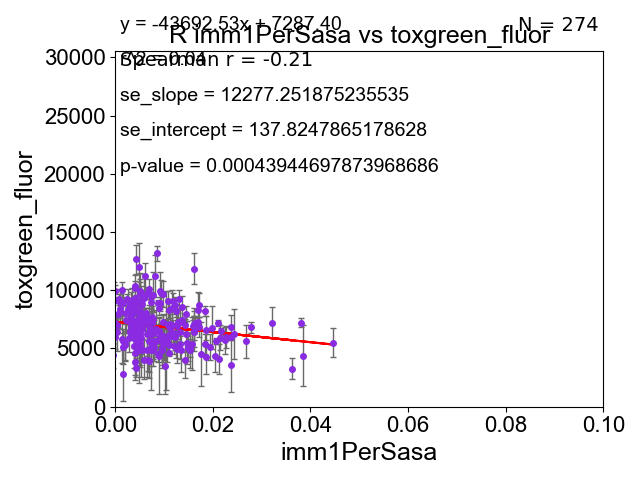 y = -43692.53x + 7287.40
N = 274
R imm1PerSasa vs toxgreen_fluor
r^2 = 0.04
Spearman r = -0.21
se_slope = 12277.251875235535
se_intercept = 137.8247865178628
p-value = 0.00043944697873968686
30000
25000
20000
15000
10000
5000
0
toxgreen_fluor
0.00
0.02
0.04
0.06
0.08
0.10
imm1PerSasa